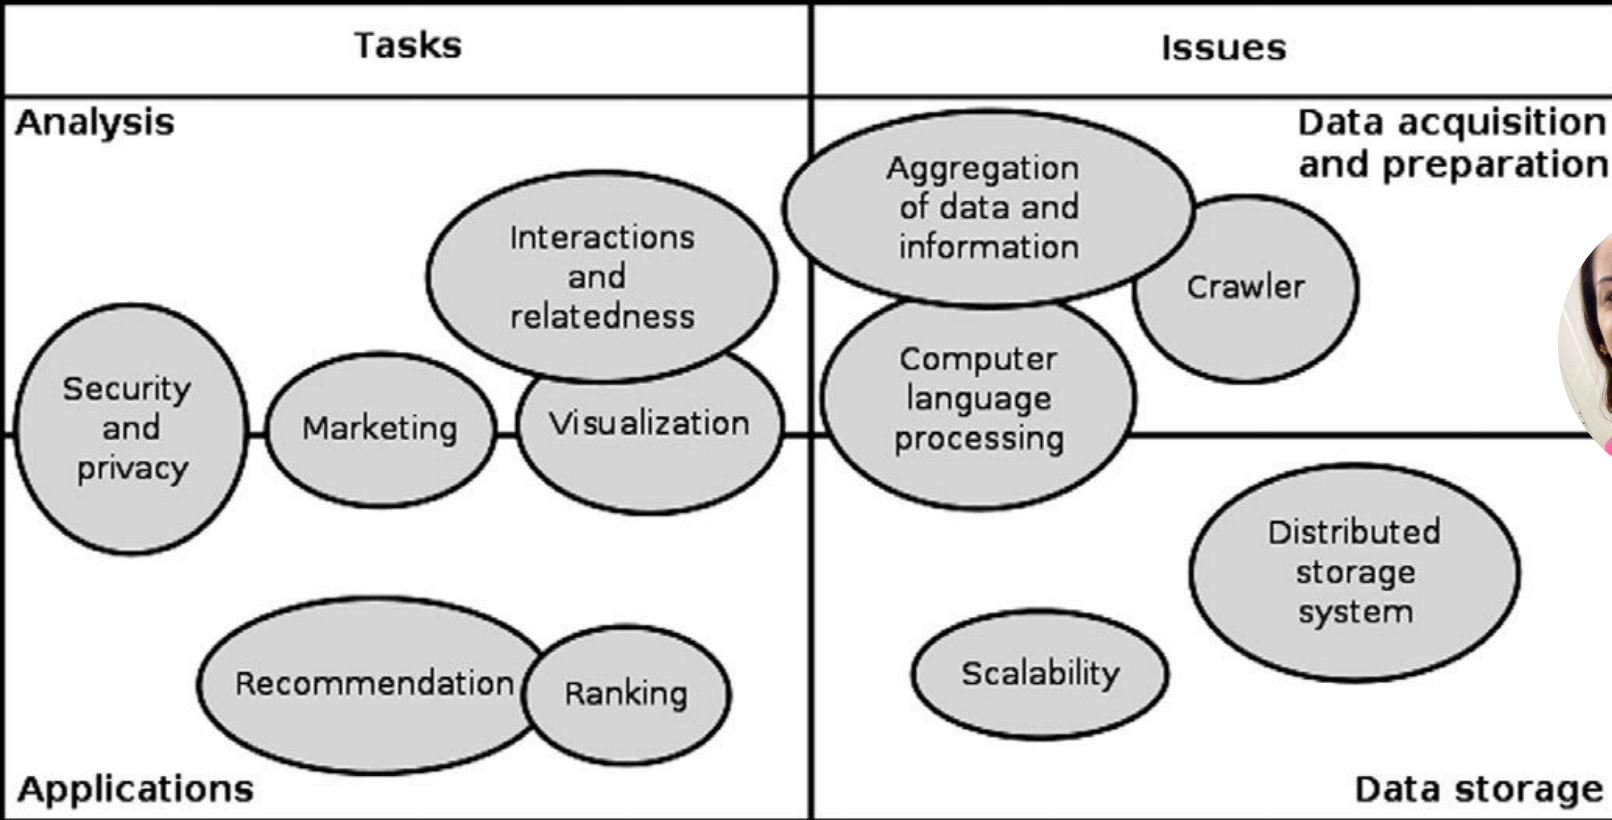 Tasks
Issues
Analysis
Data acquisition
and preparation
Interactions
and
relatedness
Aggregation
of data and
information
Crawler
Security
and
privacy
Marketing
Visualization
Computer
language
processing
Distributed
storage
system
Recommendation
Ranking
Scalability
Applications
Data storage